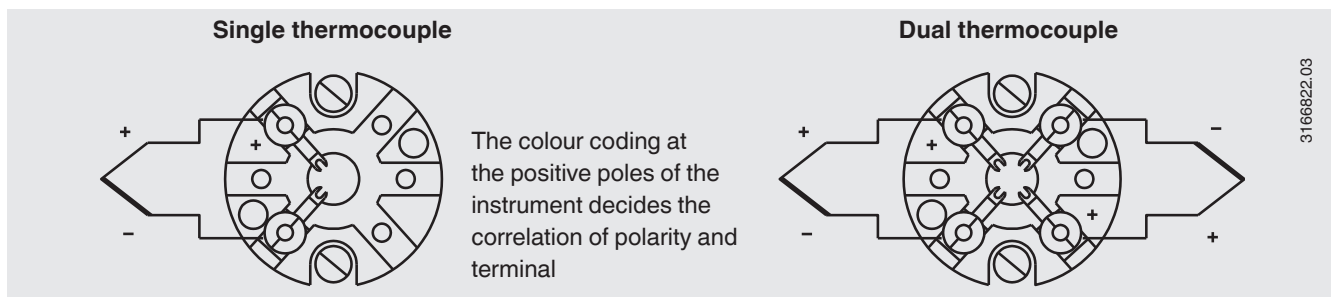 Single thermocouple
Dual thermocouple
+
+
-
The colour coding at
the positive poles of the
instrument decides the
correlation of polarity and
terminal
+
+
-
-
+
+
3166822.03